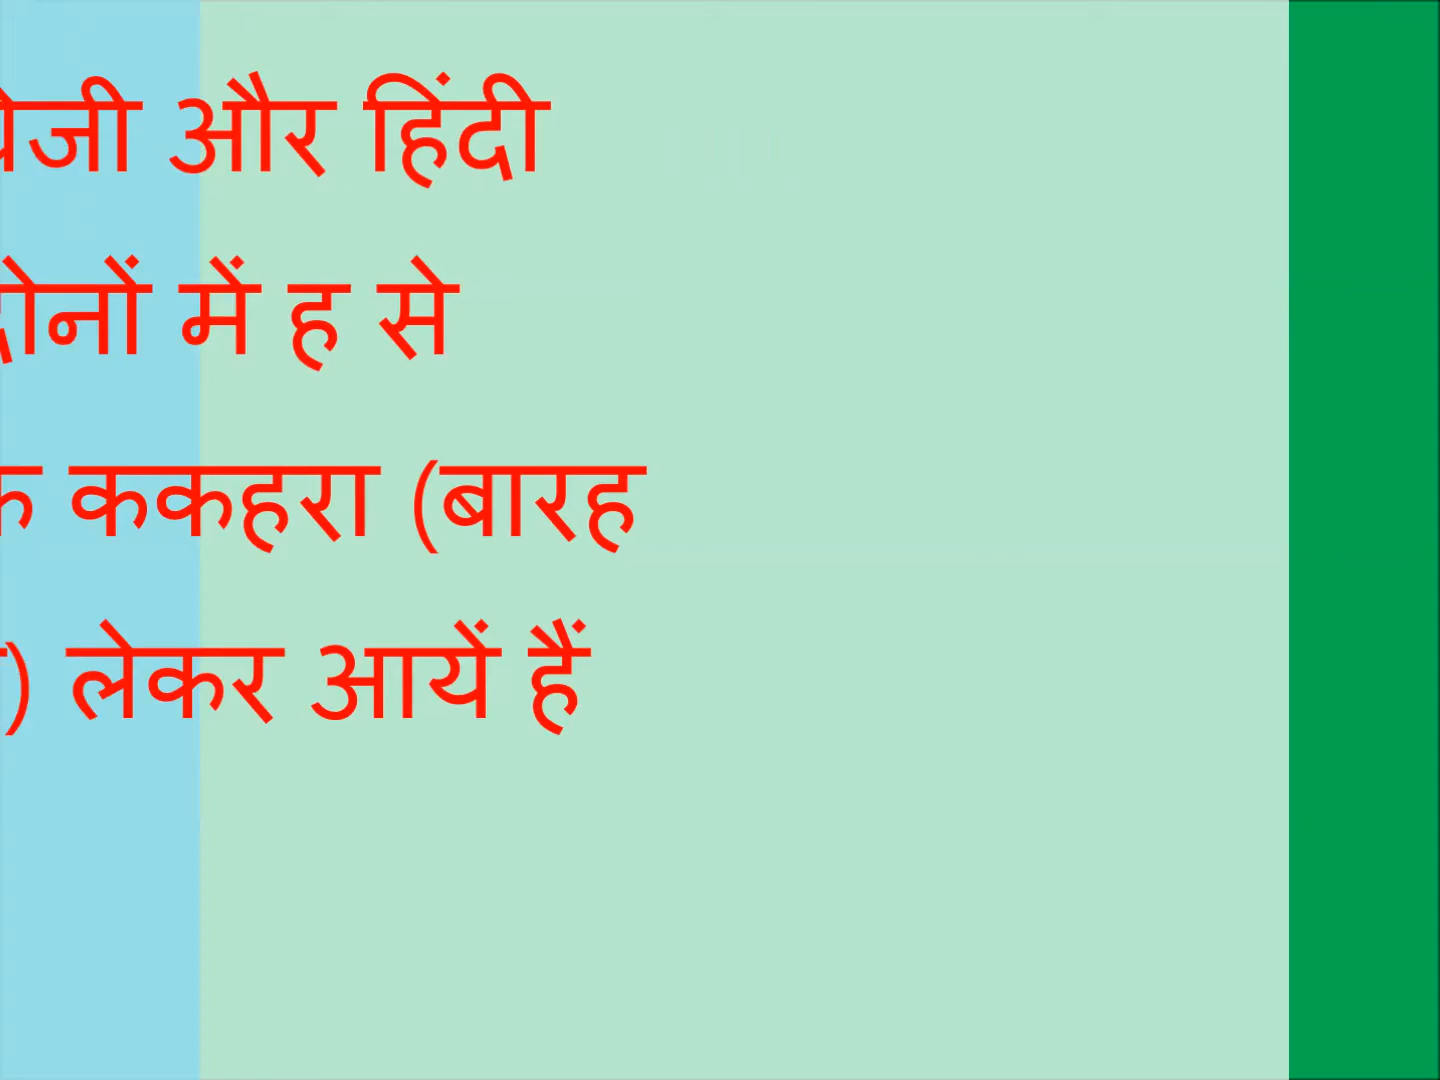 और हिंदी
में ह से
ककहरा (बारह
) लेकर आयें हैं